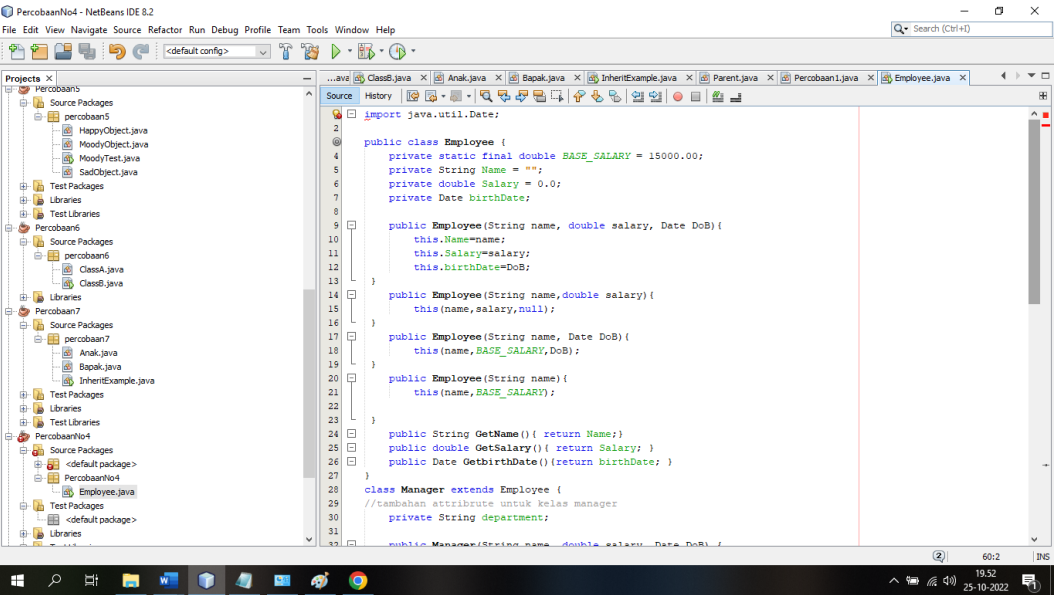 PercobaanNo4 - NetBeans IDE 8.2
File Edit View Navigate Source Refactor Run Debug Profile Team Tools Window Help
Search (Ctrl+I)
<default config>
Projects
...ava ClassB.java Anak.java Bapak.java InheritExample.java Parent.java Percobaan1.java Employee.java
Source History
Percobaan5
Source Packages
percobaan5
HappyObject.java
MoodyObject.java
MoodyTest.java
SadObject.java
Test Packages
Libraries
Test Libraries
Percobaan6
Source Packages
percobaan6
ClassA.java
ClassB.java
Libraries
Percobaan7
Source Packages
percobaan7
Anak.java
Bapak.java
InheritExample.java
Test Packages
Libraries
Test Libraries
PercobaanNo4
Source Packages
<default package>
PercobaanNo4
Employee.java
Test Packages
<default package>
Libraries
import java.util.Date;
2
public class Employee {
4 private static final double BASE_SALARY = 15000.00;
5 private String Name = "";
6 private double Salary = 0.0;
7 private Date birthDate;
8
9 public Employee(String name, double salary, Date DoB){
10 this.Name=name;
11 this.Salary=salary;
12 this.birthDate=DoB;
13 }
14 public Employee(String name,double salary){
15 this(name,salary,null);
16 }
17 public Employee(String name, Date DoB){
18 this(name,BASE_SALARY,DoB);
19 }
20 public Employee(String name){
21 this(name,BASE_SALARY);
22
23 }
24 public String GetName(){ return Name;}
25 public double GetSalary(){ return Salary; }
26 public Date GetbirthDate(){return birthDate; }
27 }
28 class Manager extends Employee {
29 //tambahan attribrute untuk kelas manager
30 private String department;
31
32 public Manager(String name, double salary, Date DoB) {
2 60:2 INS
19.52
25-10-2022
1